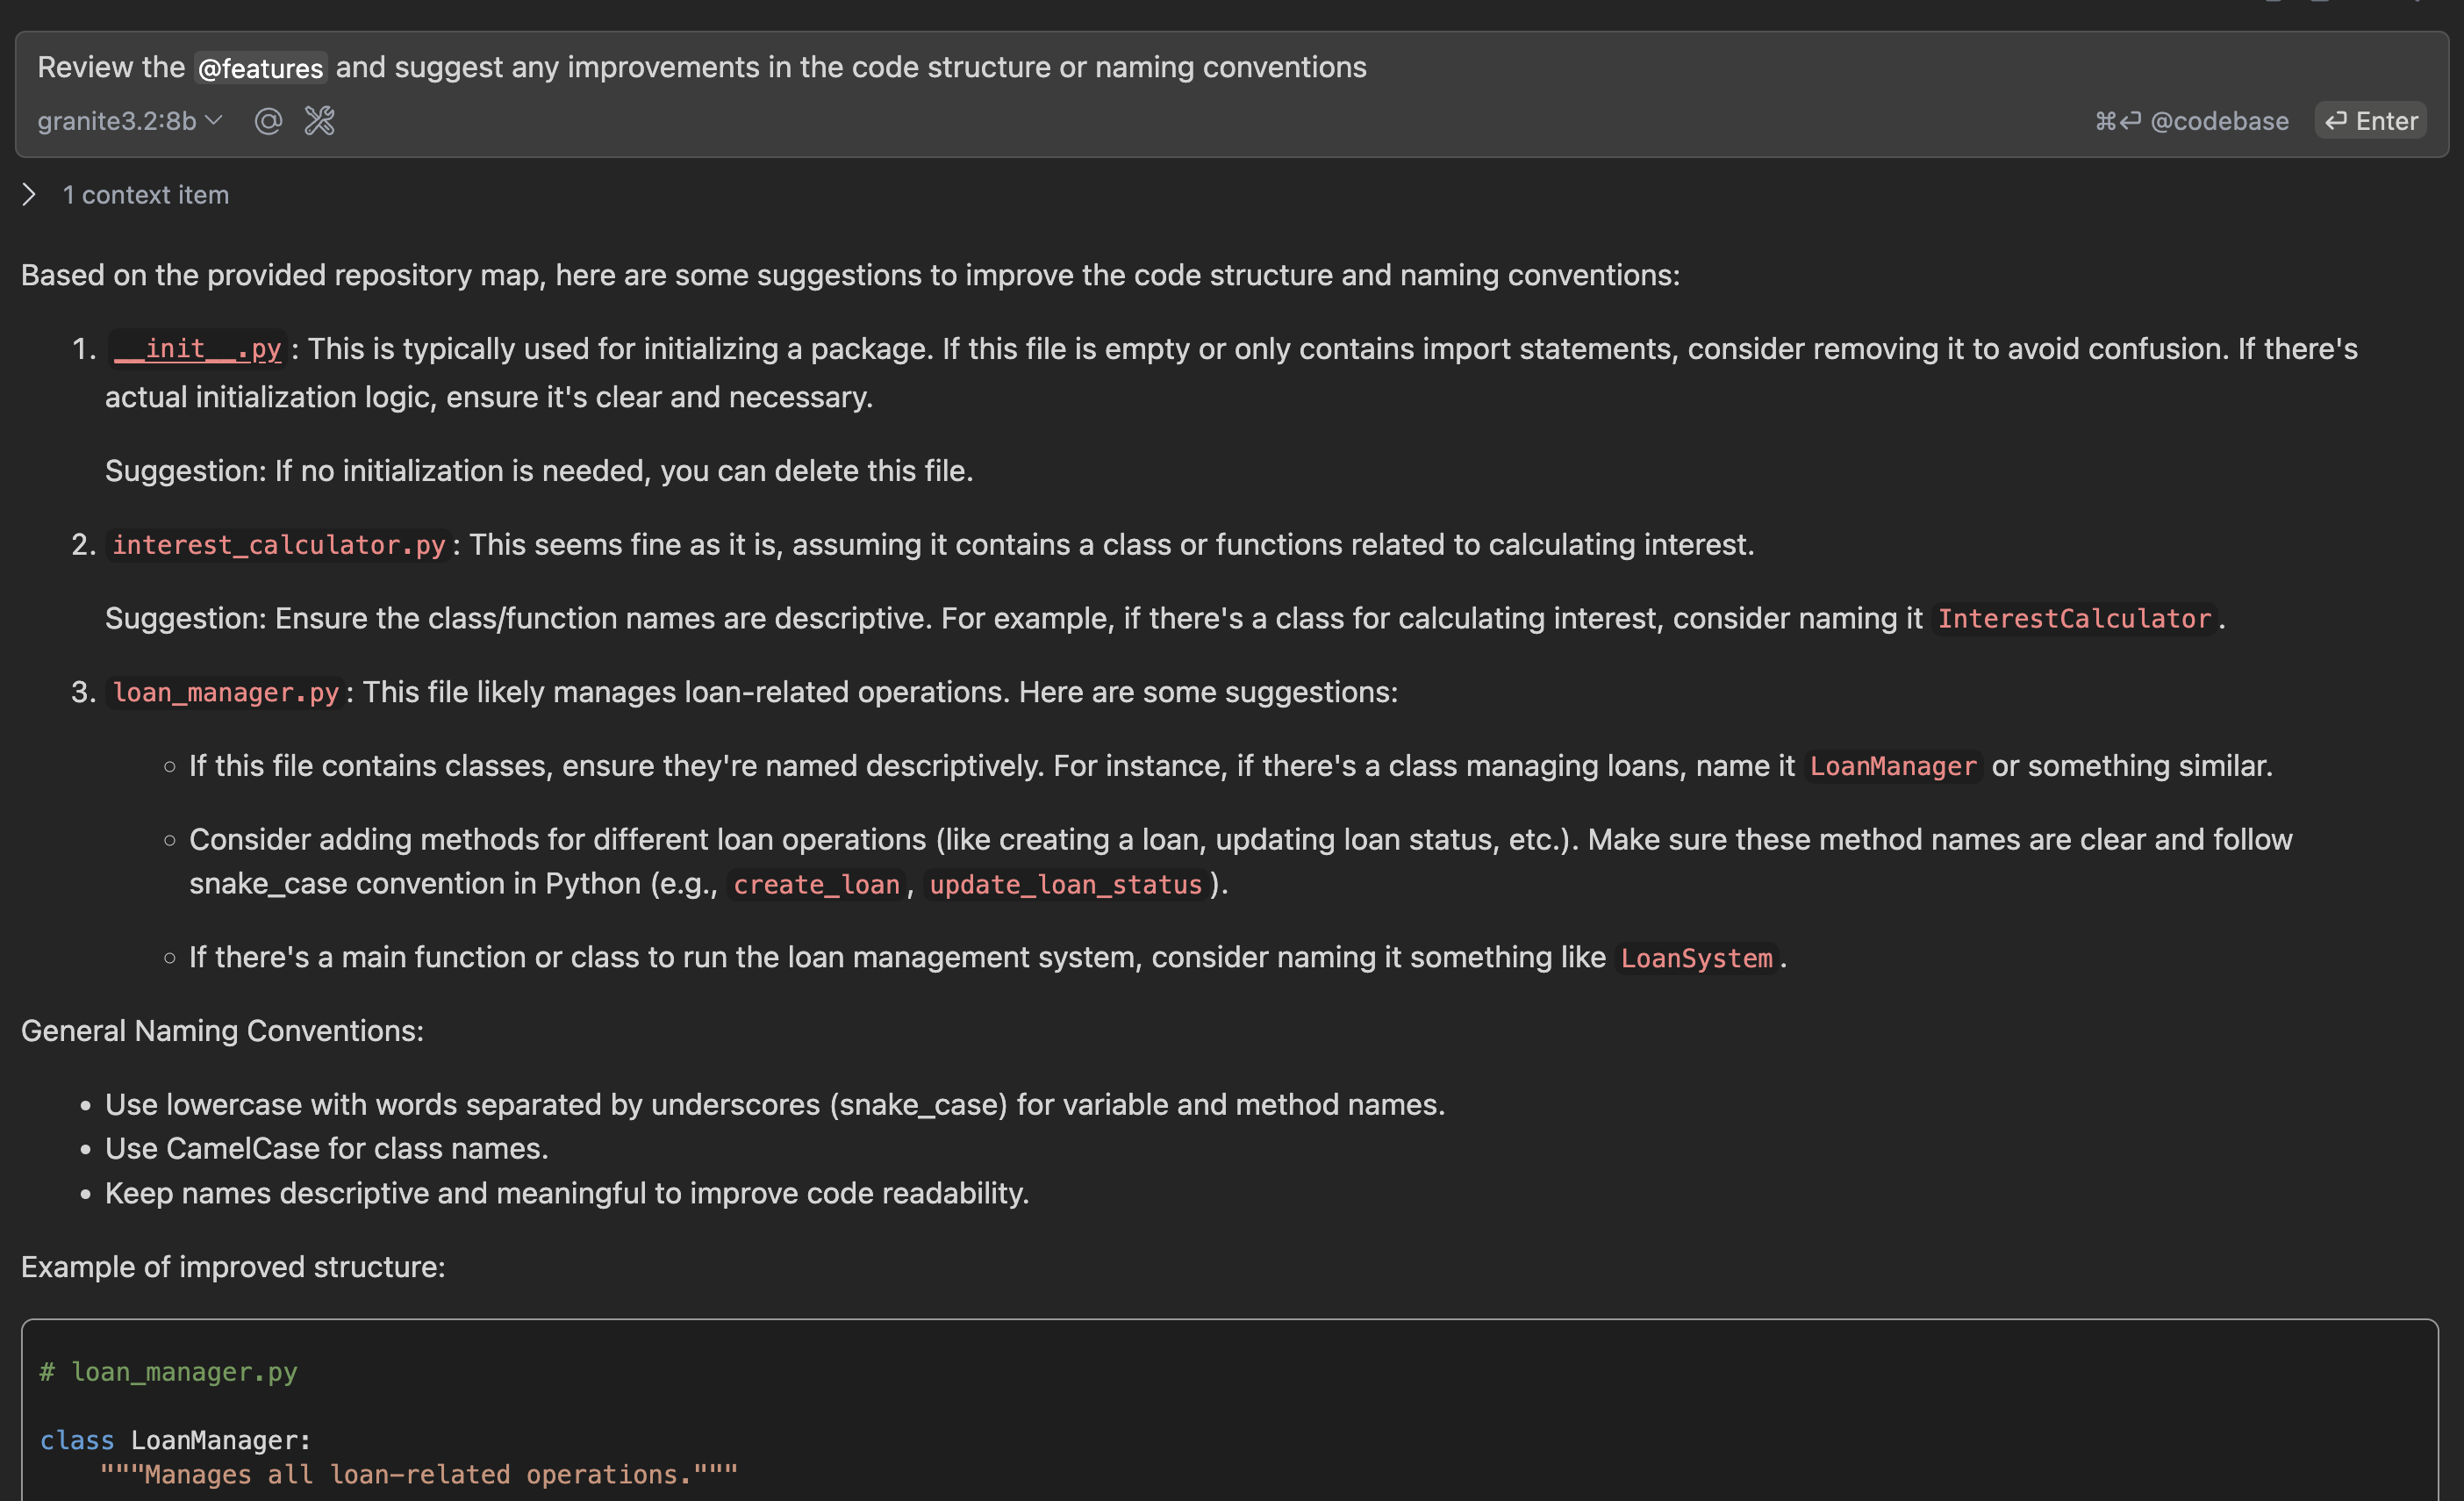 Review the @features and suggest any improvements in the code structure or naming conventions
granite3.2:8b @codebase Enter
1 context item
Based on the provided repository map, here are some suggestions to improve the code structure and naming conventions:
1. __init__.py : This is typically used for initializing a package. If this file is empty or only contains import statements, consider removing it to avoid confusion. If there's
actual initialization logic, ensure it's clear and necessary.
Suggestion: If no initialization is needed, you can delete this file.
2. interest_calculator.py : This seems fine as it is, assuming it contains a class or functions related to calculating interest.
Suggestion: Ensure the class/function names are descriptive. For example, if there's a class for calculating interest, consider naming it InterestCalculator .
3. loan_manager.py : This file likely manages loan-related operations. Here are some suggestions:
◦ If this file contains classes, ensure they're named descriptively. For instance, if there's a class managing loans, name it LoanManager or something similar.
◦ Consider adding methods for different loan operations (like creating a loan, updating loan status, etc.). Make sure these method names are clear and follow
snake_case convention in Python (e.g., create_loan , update_loan_status ).
◦ If there's a main function or class to run the loan management system, consider naming it something like LoanSystem .
General Naming Conventions:
• Use lowercase with words separated by underscores (snake_case) for variable and method names.
• Use CamelCase for class names.
• Keep names descriptive and meaningful to improve code readability.
Example of improved structure:
# loan_manager.py
class LoanManager:
"""Manages all loan-related operations."""